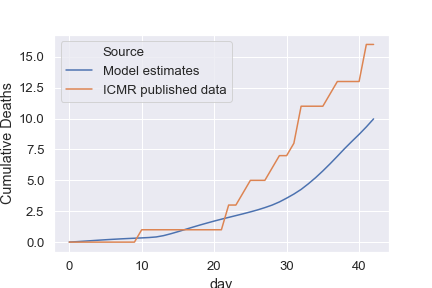 Source
Model estimates
ICMR published data
Cumulative Deaths
15.0
12.5
10.0
7.5
5.0
2.5
0.0
0 10 20 30 40
day